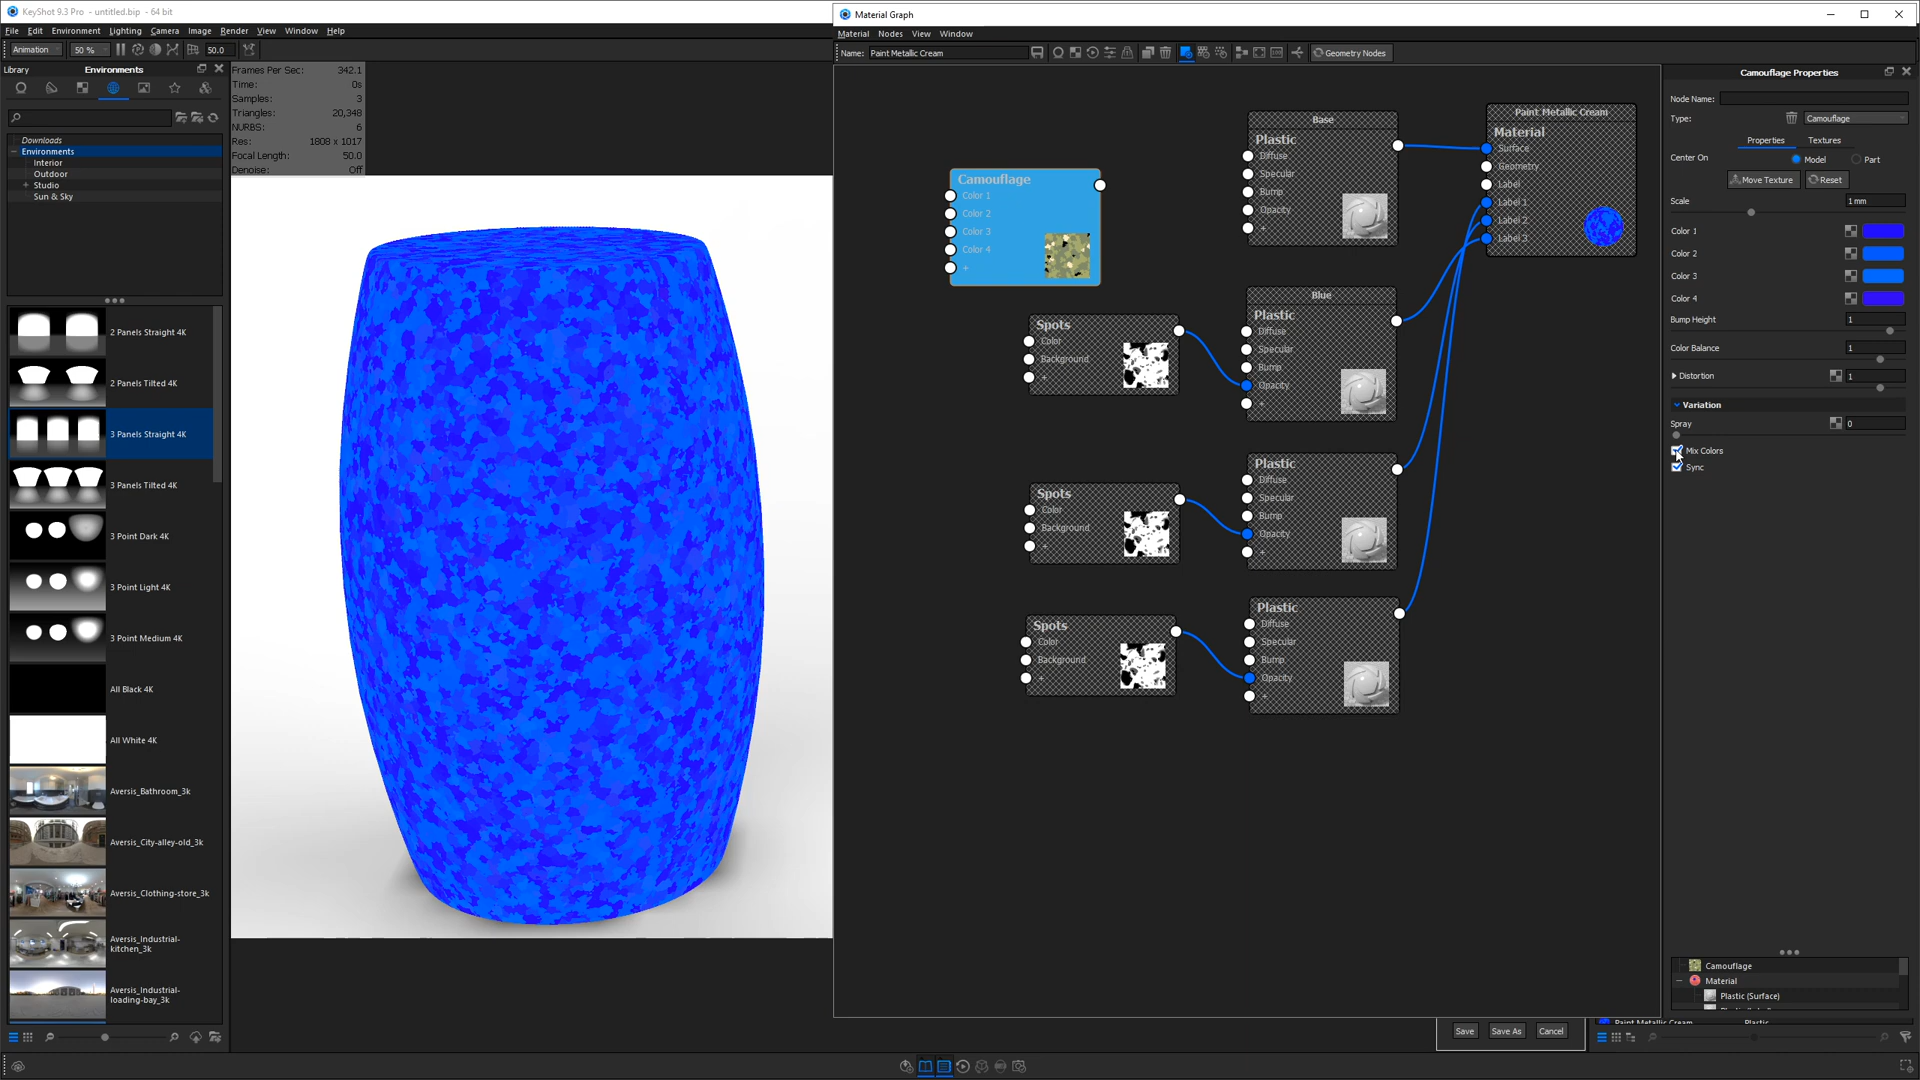 KeyShot 9.3 Pro - untitled.bip - 64 bit
File Edit Environment Lighting Camera Image Render View Window Help
Animation 50 % 50.0
Library Environments
Downloads
Environments
Interior
Outdoor
Studio
Sun & Sky
2 Panels Straight 4K
2 Panels Tilted 4K
3 Panels Straight 4K
3 Panels Tilted 4K
3 Point Dark 4K
3 Point Light 4K
3 Point Medium 4K
All Black 4K
All White 4K
Aversis_Bathroom_3k
Aversis_City-alley-old_3k
Aversis_Clothing-store_3k
Aversis_Industrial-
kitchen_3k
Aversis_Industrial-
loading-bay_3k
Frames Per Sec: 342.1
Time: 0s
Samples: 3
Triangles: 20,348
NURBS: 6
Res: 1808 x 1017
Focal Length: 50.0
Denoise: Off
Material Graph
Material Nodes View Window
Name: Paint Metallic Cream
Geometry Nodes
Camouflage
Color 1
Color 2
Color 3
Color 4
+
Base
Plastic
Diffuse
Specular
Bump
Opacity
+
Paint Metallic Cream
Material
Surface
Geometry
Label
Label 1
Label 2
Label 3
Spots
Color
Background
+
Blue
Plastic
Diffuse
Specular
Bump
Opacity
+
Spots
Color
Background
+
Plastic
Diffuse
Specular
Bump
Opacity
+
Spots
Color
Background
+
Plastic
Diffuse
Specular
Bump
Opacity
+
Camouflage Properties
Node Name:
Type: Camouflage
Properties Textures
Center On Model Part
Move Texture Reset
Scale 1 mm
Color 1
Color 2
Color 3
Color 4
Bump Height 1
Color Balance 1
Distortion 1
Variation
Spray 0
Mix Colors
Sync
Camouflage
Material
Plastic (Surface)
Save Save As Cancel
Paint Metallic Cream Plastic